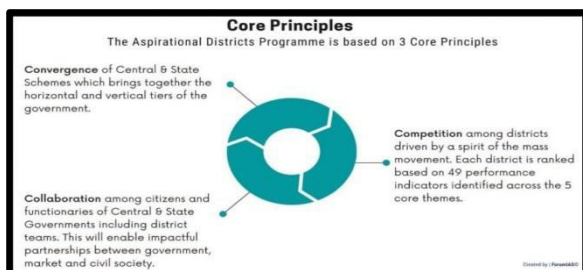 Core Principles
The Aspirational Districts Programme is based on 3 Core Principles
Convergence of Central & State
Schemes which brings together the
horizontal and vertical tiers of the
government.
Competition among districts
driven by a spirit of the mass
movement. Each district is ranked
based on 49 performance
indicators identified across the 5
core themes.
Collaboration among citizens and
functionaries of Central & State
Governments including district
teams. This will enable impactful
partnerships between government,
market and civil society.
Created by : ForumIAS©